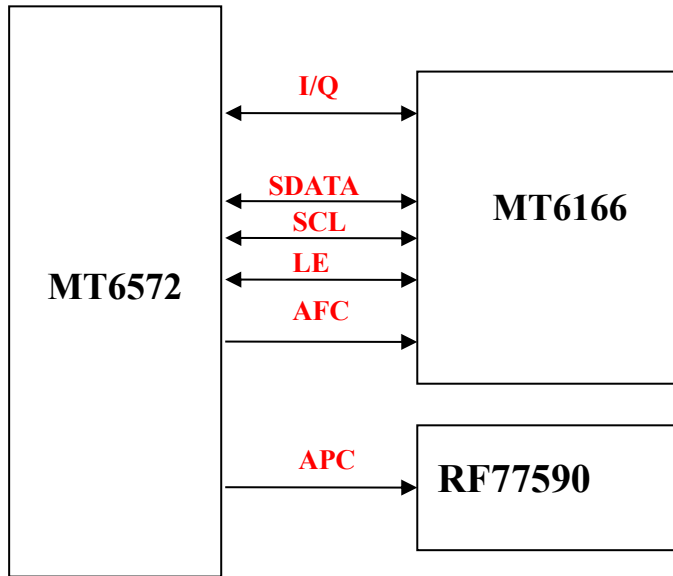 I/Q
SDATA
MT6166
SCL
LE
MT6572
AFC
APC
RF77590